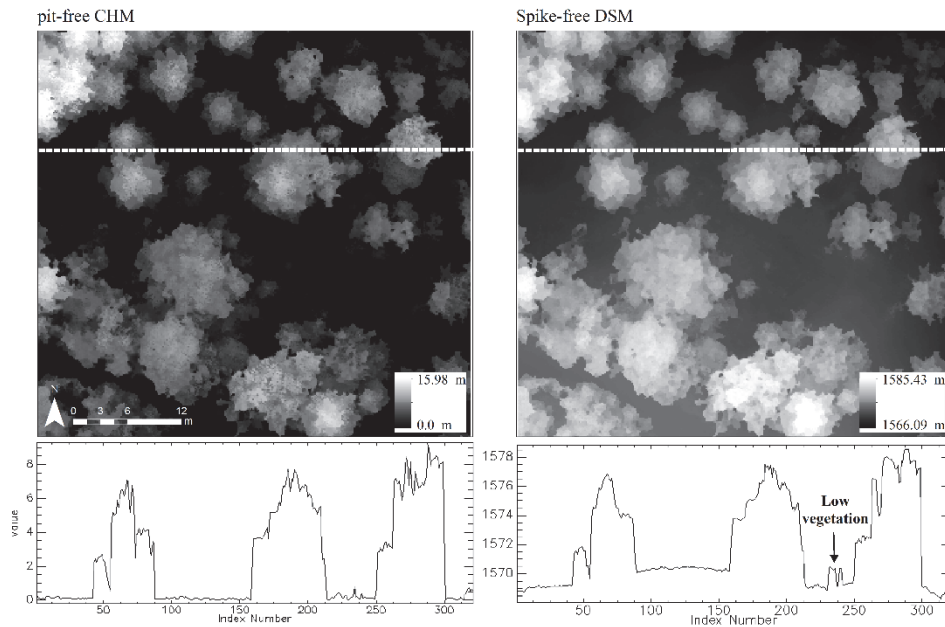 pit-free CHM
Spike-free DSM
15.98 m
0.0 m
N
0 3 6 12
m
1585.43 m
1566.09 m
8
6
4
2
0
value
50 100 150 200 250 300
Index Number
1578
1576
1574
1572
1570
Low
vegetation
50 100 150 200 250 300
Index Number